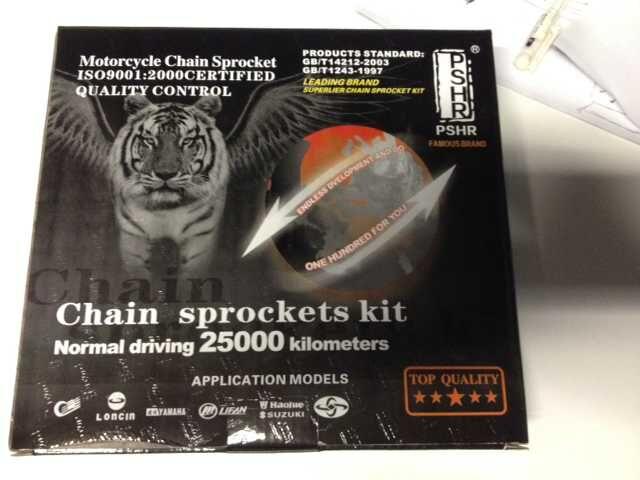 Motorcycle Chain Sprocket
ISO9001:2000CERTIFIED
QUALITY CONTROL
PRODUCTS STANDARD:
GB/T14212-2003
GB/T1243-1997
LEADING BRAND
SUPERLIER CHAIN SPROCKET KIT
PSHR
®
PSHR
FAMOUS BRAND
ENDLESS DVELOPMENT AND GO
ONE HUNDRED FOR YOU
Chain
Chain sprockets kit
Normal driving 25000 kilometers
APPLICATION MODELS
LONCIN
YAMAHA
LIFAN
Haojue
SUZUKI
TOP QUALITY